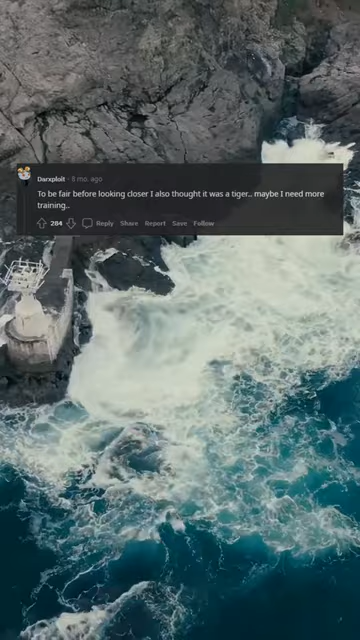 Darxploit · 8 mo. ago
To be fair before looking closer I also thought it was a tiger.. maybe I need more
training..
284 Reply Share Report Save Follow